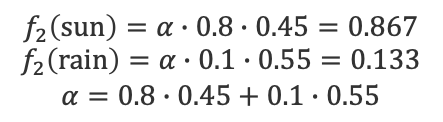 f₂(sun) = α · 0.8 · 0.45 = 0.867
f₂(rain) = α · 0.1 · 0.55 = 0.133
α = 0.8 · 0.45 + 0.1 · 0.55